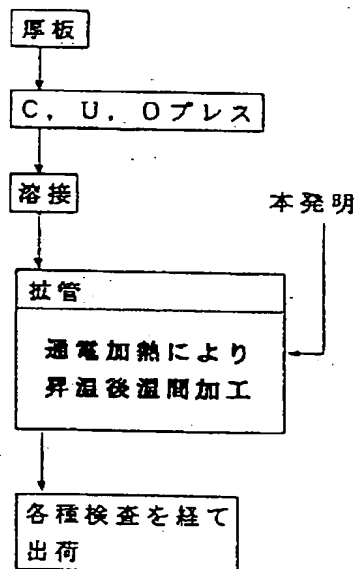 厚板
C，U，Oプレス
溶接
本発明
拡管
通電加熱により
昇温後温間加工
各種検査を経て
出荷